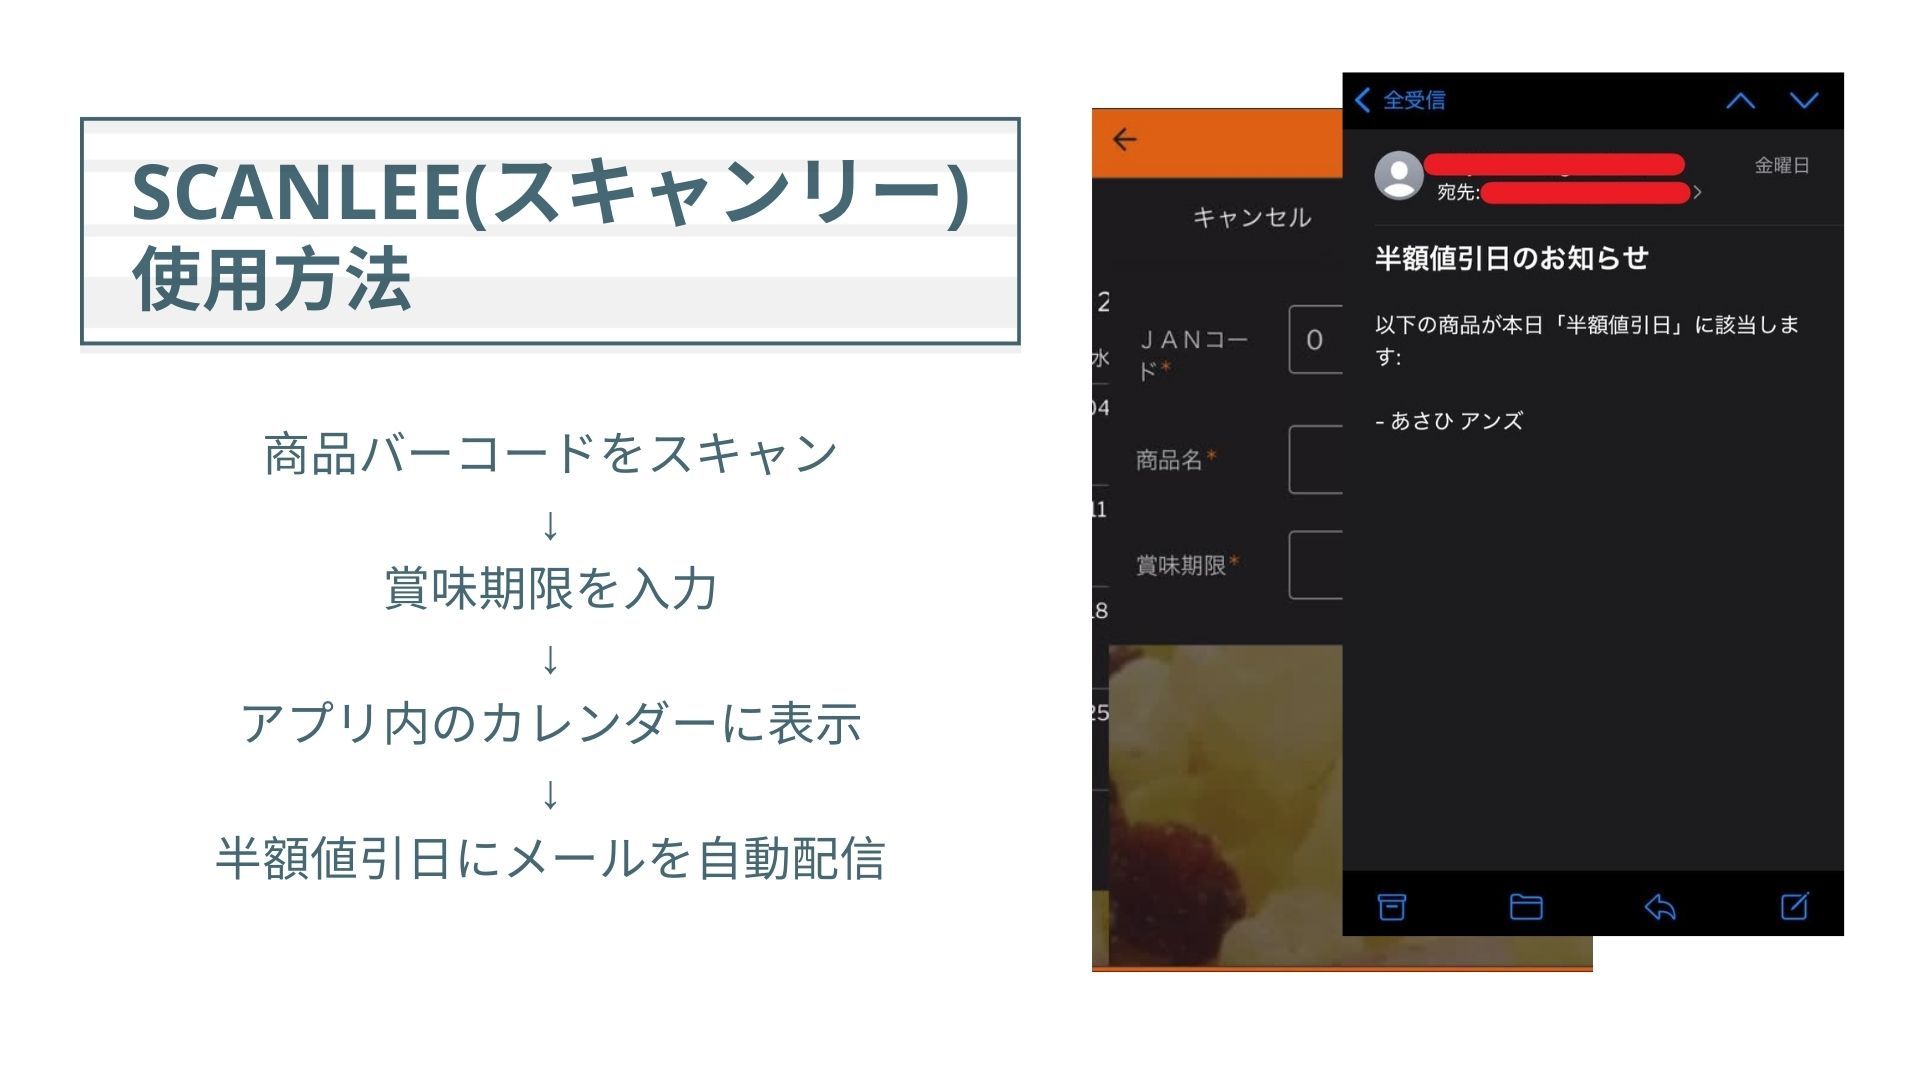 SCANLEE(スキャンリー)
使用方法
商品バーコードをスキャン
↓
賞味期限を入力
↓
アプリ内のカレンダーに表示
↓
半額値引日にメールを自動配信
キャンセル
2
水
04
11
18
25
ＪＡＮコー
ド*
0
商品名*
賞味期限*
全受信
金曜日
宛先:
半額値引日のお知らせ
以下の商品が本日「半額値引日」に該当しま
す:
- あさひ アンズ